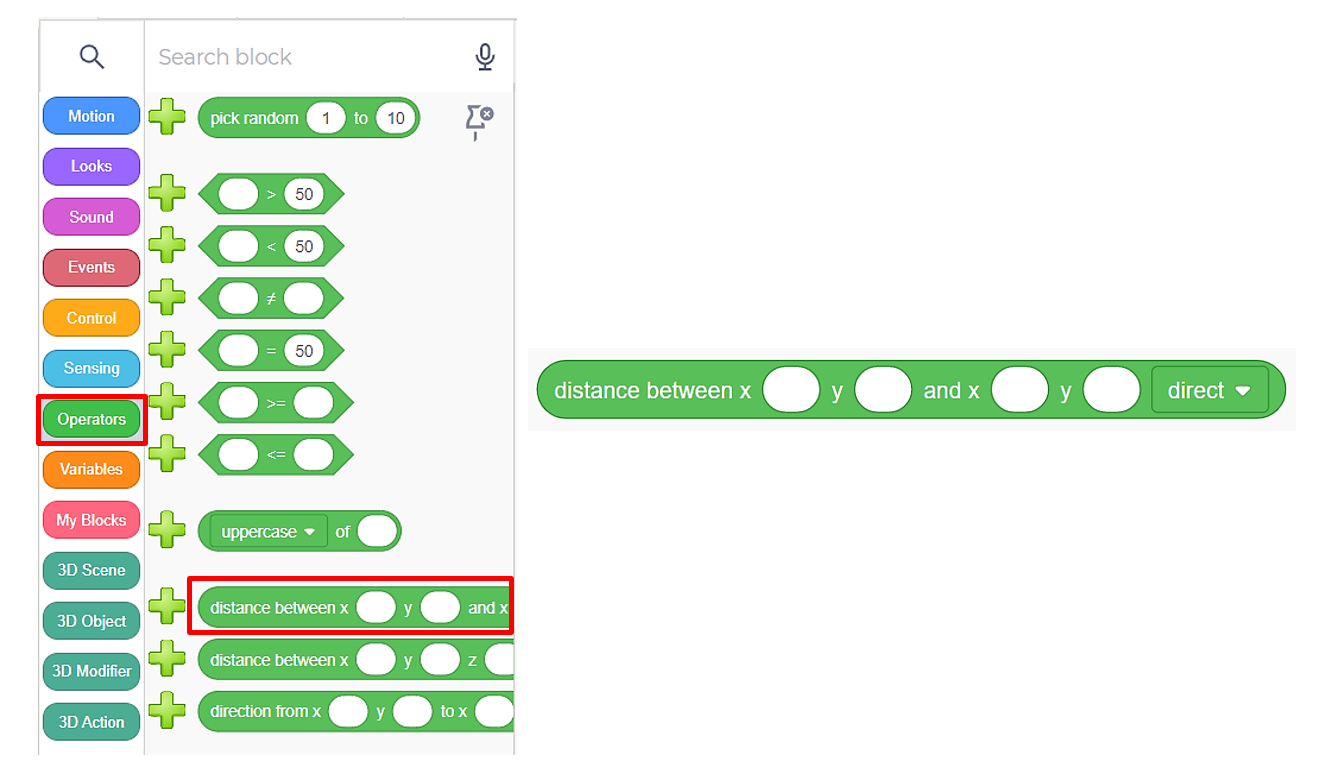 Search block
Motion
Looks
Sound
Events
Control
Sensing
Operators
Variables
My Blocks
3D Scene
3D Object
3D Modifier
3D Action
pick random 1 to 10
> 50
< 50
≠
= 50
>=
<=
uppercase of
distance between x y and x
distance between x y z
direction from x y to x
distance between x y and x y direct